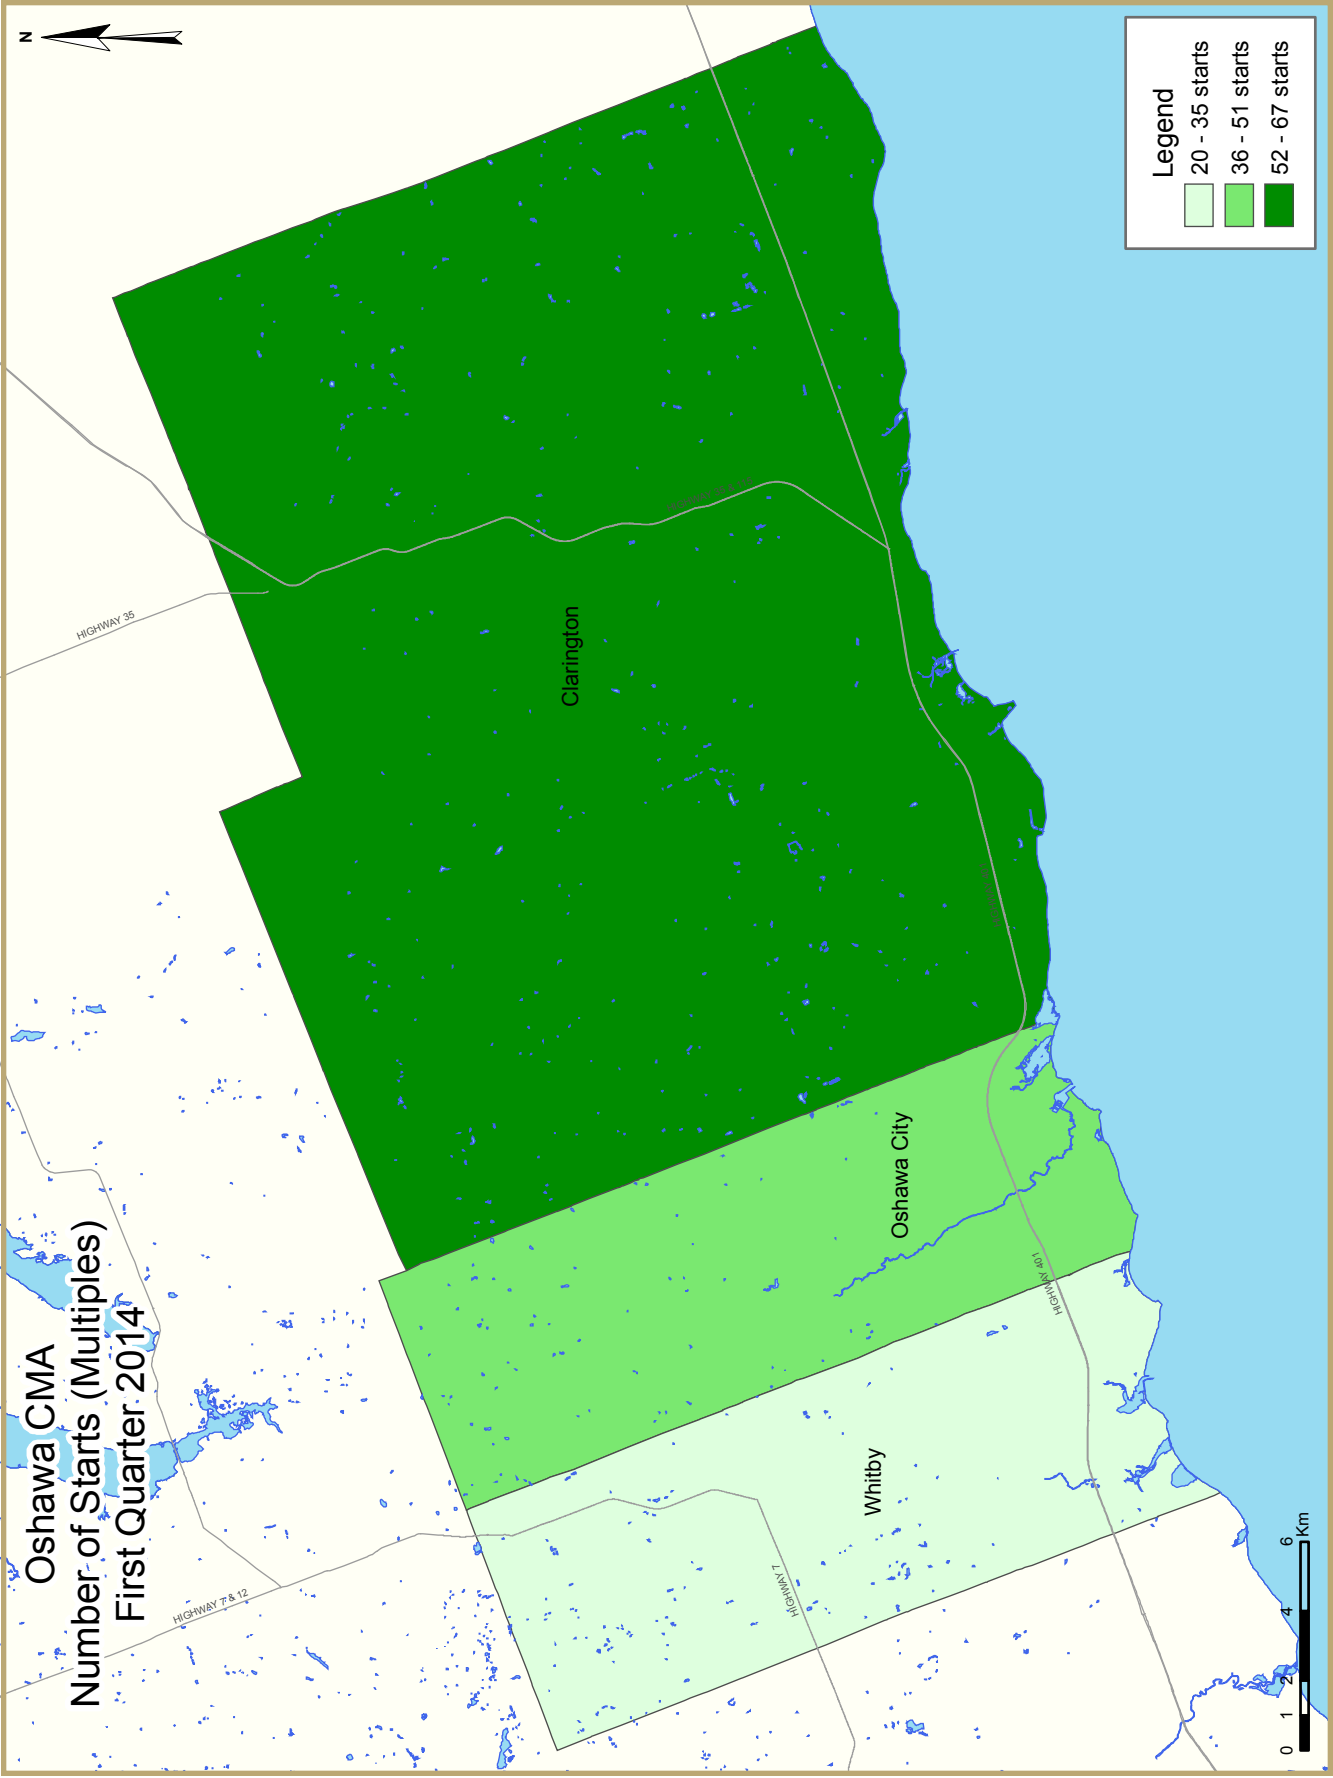 Oshawa CMA
Number of Starts (Multiples)
First Quarter 2014
N
HIGHWAY 7 & 12
HIGHWAY 35
Clarington
Oshawa City
Whitby
HIGHWAY 7
HIGHWAY 401
Legend
20 - 35 starts
36 - 51 starts
52 - 67 starts
0 1 2 4 6
Km